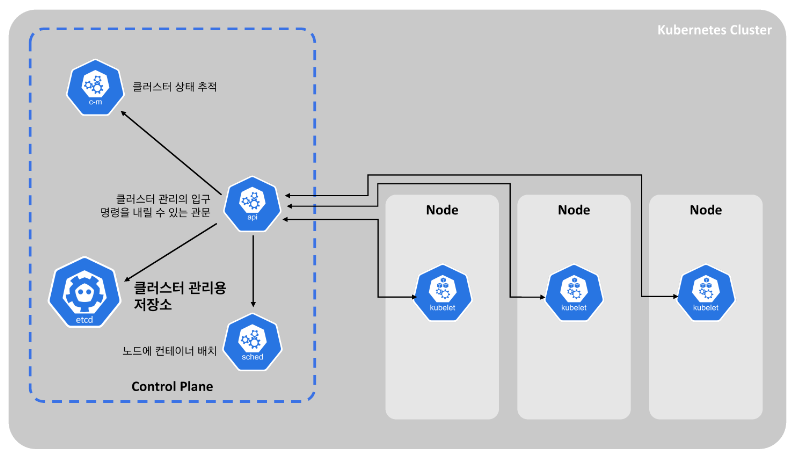 Kubernetes Cluster
c-m
클러스터 상태 추적
클러스터 관리의 입구
명령을 내릴 수 있는 관문
api
클러스터 관리용
저장소
etcd
노드에 컨테이너 배치
sched
Control Plane
Node
Node
Node
kubelet
kubelet
kubelet